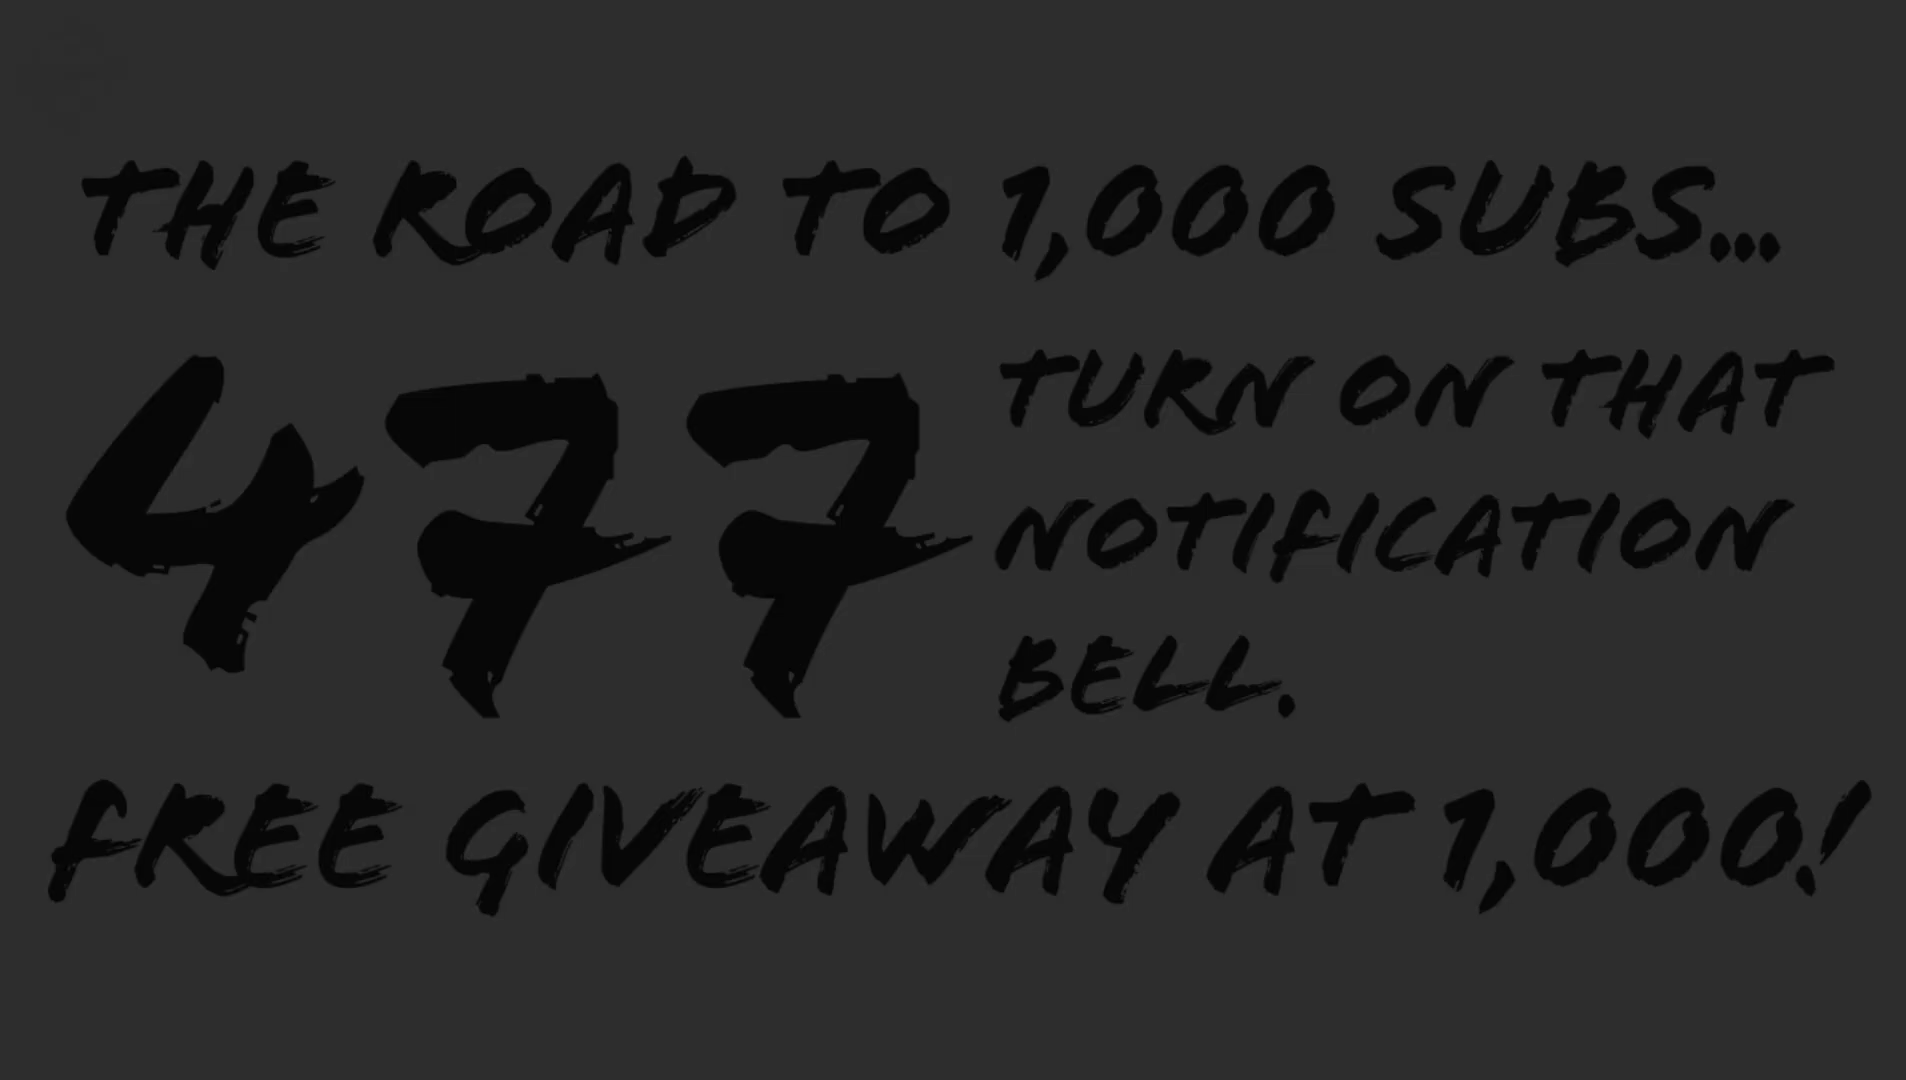 THE ROAD TO 1,000 SUBS...
477
TURN ON THAT
NOTIFICATION
BELL.
FREE GIVEAWAY AT 1,000!